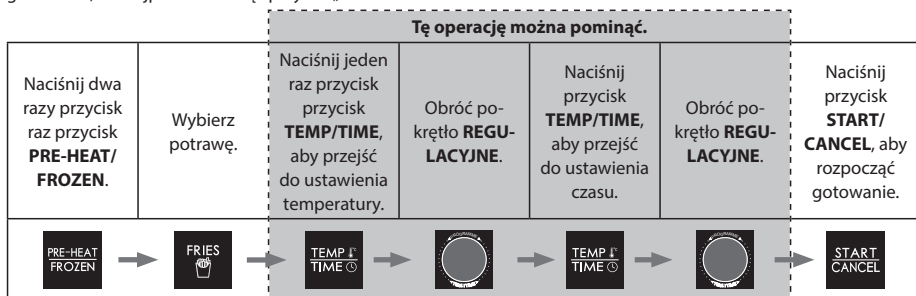 Tę operację można pominąć.
Naciśnij dwa
razy przycisk
raz przycisk
PRE-HEAT/
FROZEN.
Wybierz
potrawę.
Naciśnij jeden
raz przycisk
przycisk
TEMP/TIME,
aby przejść
do ustawienia
temperatury.
Obróć po-
krętło REGU-
LACYJNE.
Naciśnij
przycisk
TEMP/TIME,
aby przejść
do ustawienia
czasu.
Obróć po-
krętło REGU-
LACYJNE.
Naciśnij
przycisk
START/
CANCEL, aby
rozpocząć
gotowanie.
PRE-HEAT
FROZEN
FRIES
TEMP
TIME
TEMP
TIME
START
CANCEL